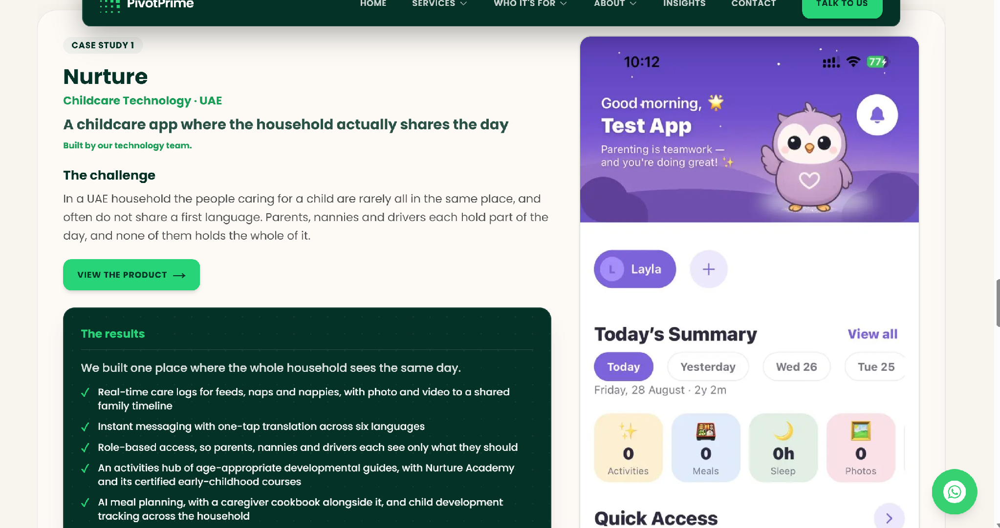 PivotPrime
HOME
SERVICES
WHO IT'S FOR
ABOUT
INSIGHTS
CONTACT
TALK TO US
CASE STUDY 1
Nurture
Childcare Technology · UAE
A childcare app where the household actually shares the day
Built by our technology team.
The challenge
In a UAE household the people caring for a child are rarely all in the same place, and
often do not share a first language. Parents, nannies and drivers each hold part of the
day, and none of them holds the whole of it.
VIEW THE PRODUCT →
The results
We built one place where the whole household sees the same day.
✓ Real-time care logs for feeds, naps and nappies, with photo and video to a shared
family timeline
✓ Instant messaging with one-tap translation across six languages
✓ Role-based access, so parents, nannies and drivers each see only what they should
✓ An activities hub of age-appropriate developmental guides, with Nurture Academy
and its certified early-childhood courses
✓ AI meal planning, with a caregiver cookbook alongside it, and child development
tracking across the household
10:12
77
Good morning, 🌟
Test App
Parenting is teamwork —
and you're doing great! ✨
L Layla
+
Today's Summary
View all
Today
Yesterday
Wed 26
Tue 25
Friday, 28 August · 2y 2m
0
Activities
0
Meals
0h
Sleep
0
Photos
Quick Access